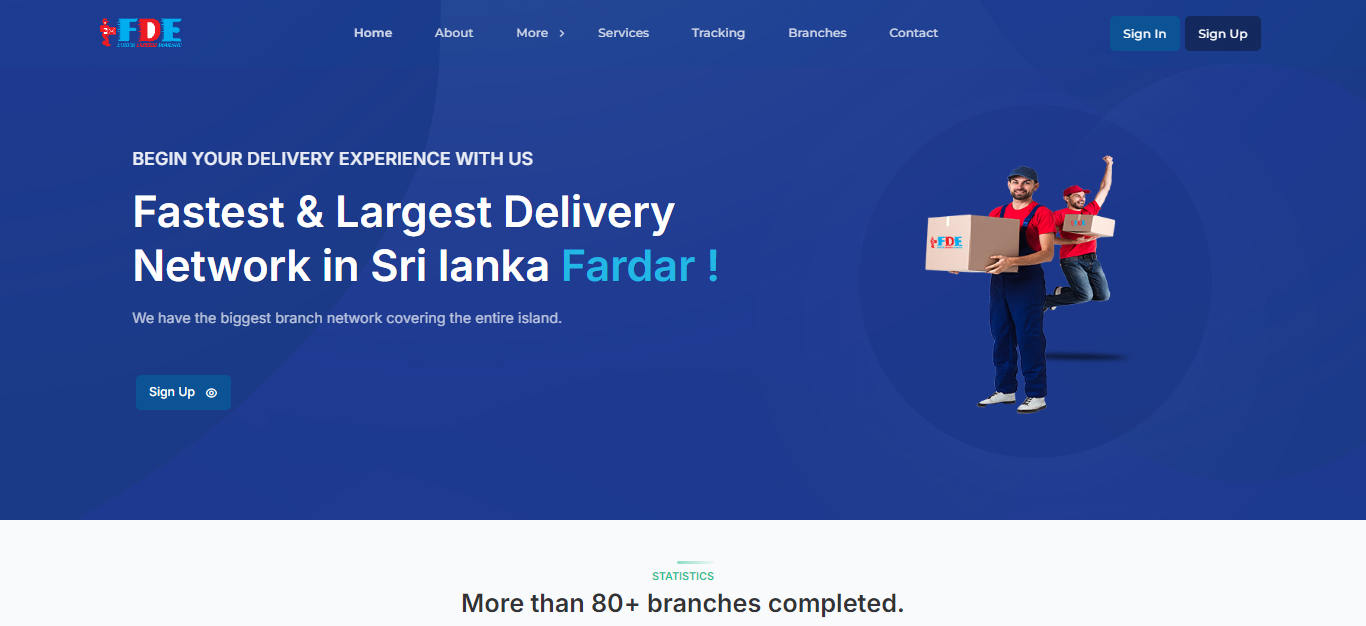 FDE
Home
About
More
Services
Tracking
Branches
Contact
Sign In
Sign Up
BEGIN YOUR DELIVERY EXPERIENCE WITH US
Fastest & Largest Delivery
Network in Sri lanka Fardar !
We have the biggest branch network covering the entire island.
FDE
FDE
Sign Up
STATISTICS
More than 80+ branches completed.